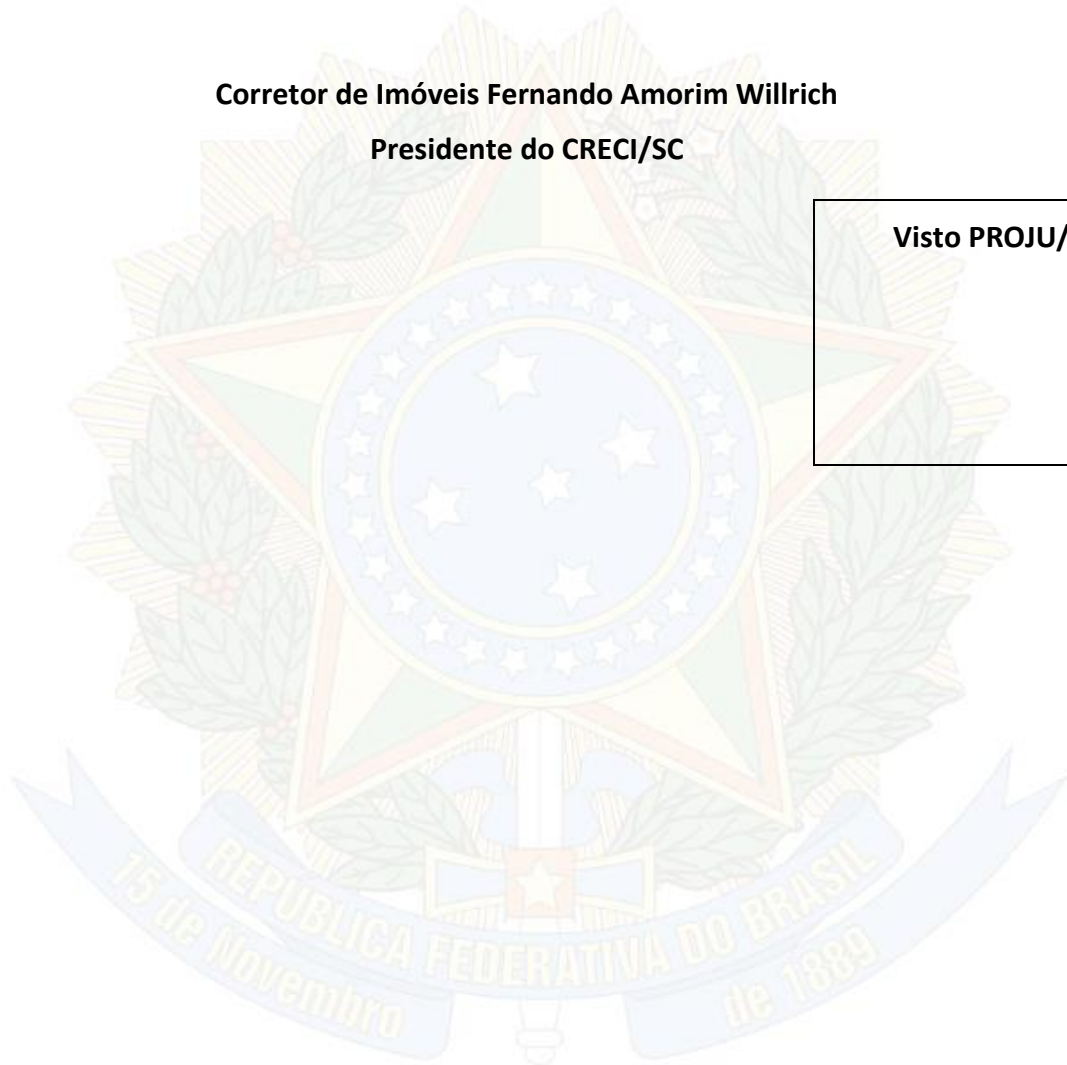 Corretor de Imóveis Fernando Amorim Willrich
Presidente do CRECI/SC
Visto PROJU/
REPÚBLICA FEDERATIVA DO BRASIL
15 de Novembro
de 1889